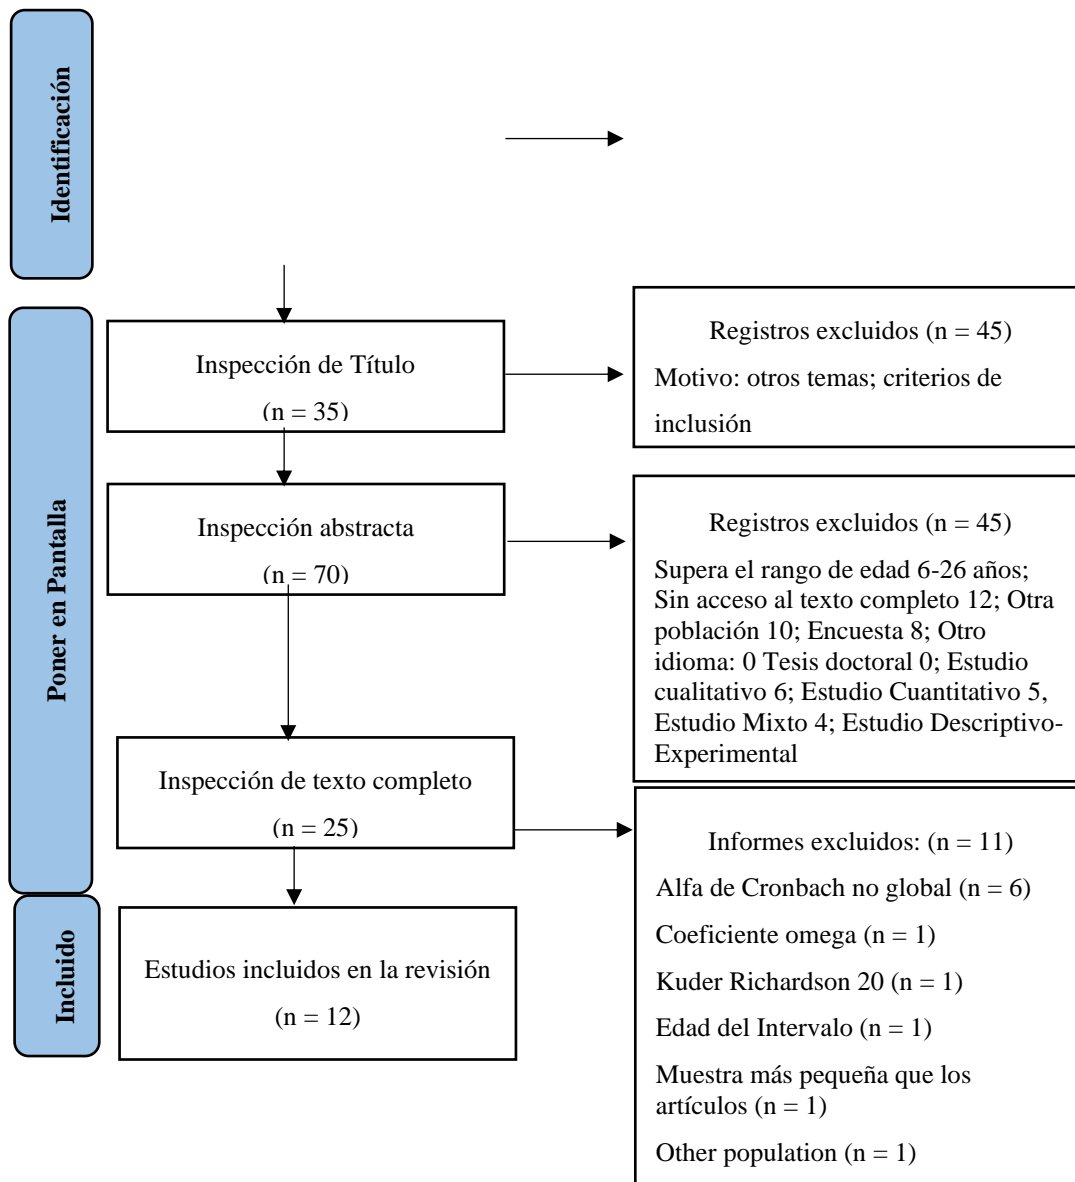 Identificación
Poner en Pantalla
Inspección de Título
(n = 35)
Registros excluidos (n = 45)
Motivo: otros temas; criterios de
inclusión
Inspección abstracta
(n = 70)
Registros excluidos (n = 45)
Supera el rango de edad 6-26 años;
Sin acceso al texto completo 12; Otra
población 10; Encuesta 8; Otro
idioma: 0 Tesis doctoral 0; Estudio
cualitativo 6; Estudio Cuantitativo 5,
Estudio Mixto 4; Estudio Descriptivo-
Experimental
Inspección de texto completo
(n = 25)
Informes excluidos: (n = 11)
Alfa de Cronbach no global (n = 6)
Coeficiente omega (n = 1)
Kuder Richardson 20 (n = 1)
Edad del Intervalo (n = 1)
Muestra más pequeña que los
artículos (n = 1)
Other population (n = 1)
Incluido
Estudios incluidos en la revisión
(n = 12)